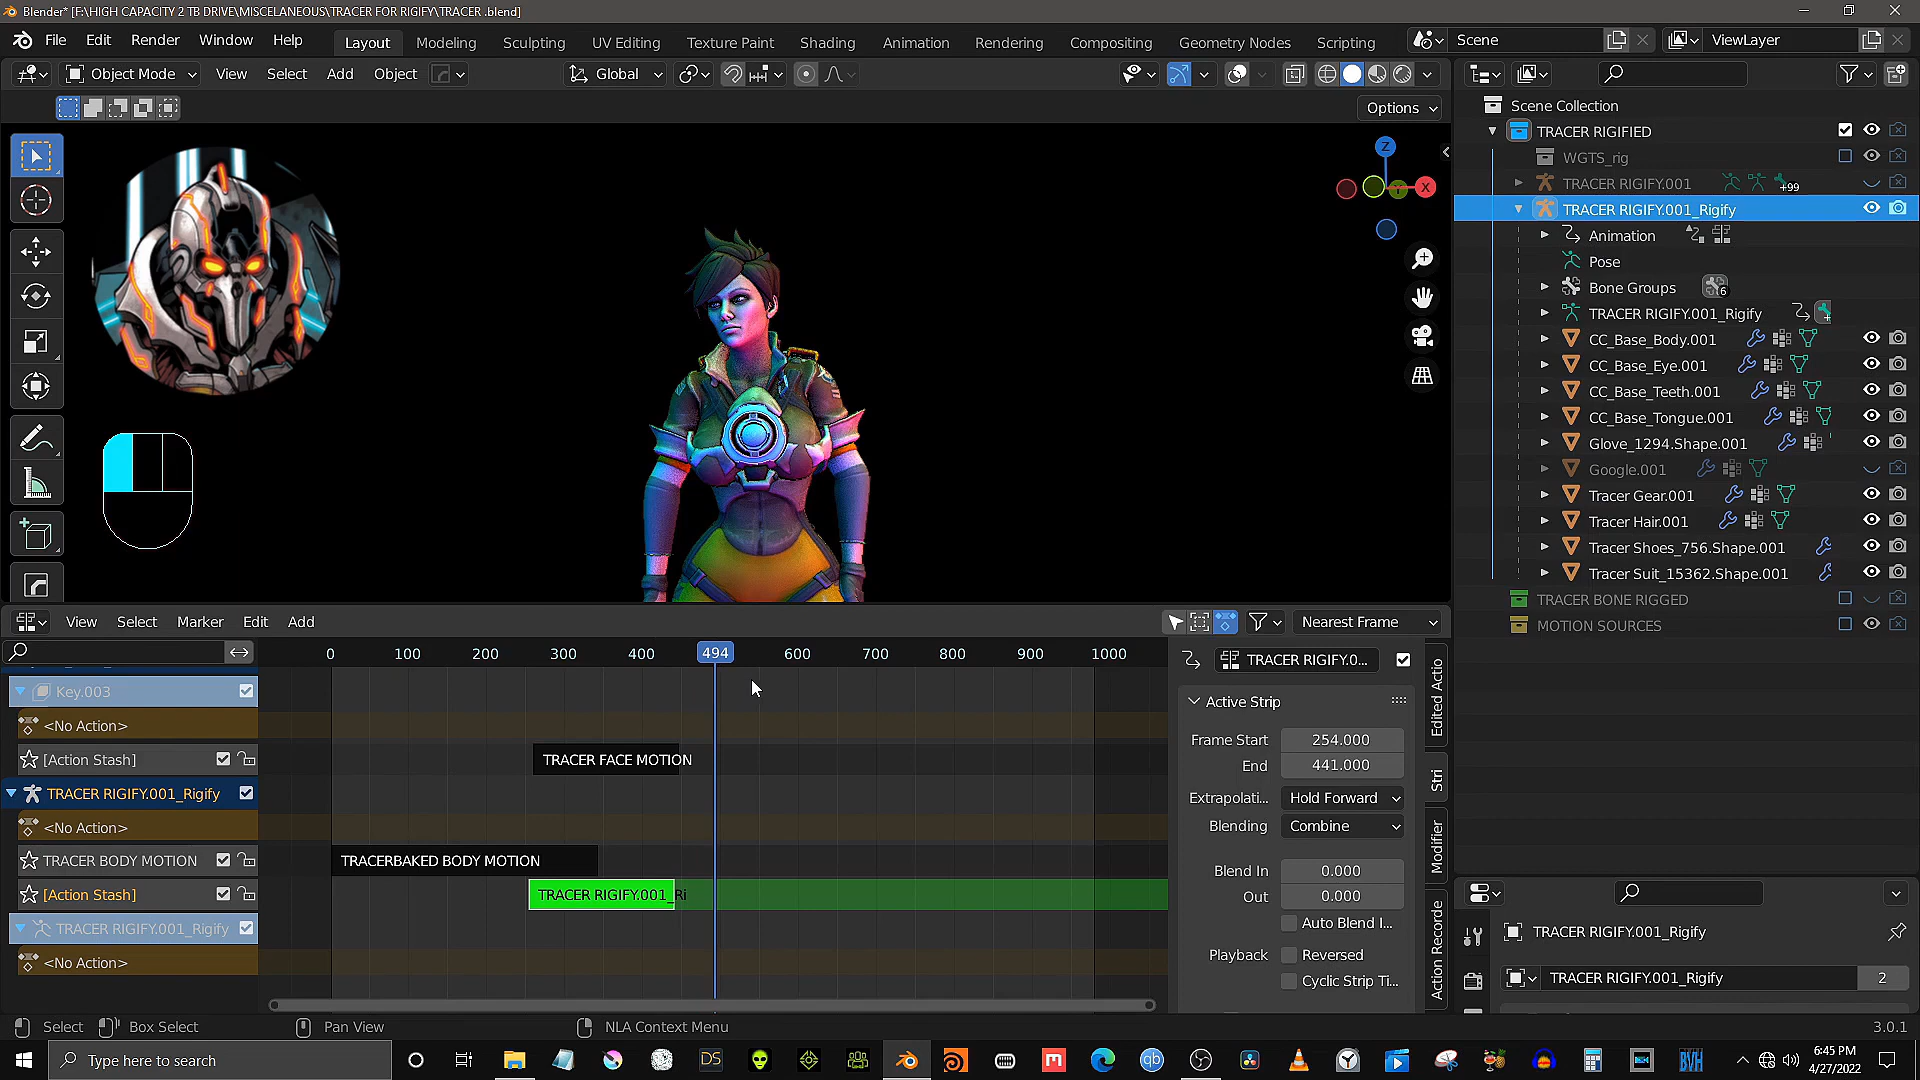 Blender* [F:\HIGH CAPACITY 2 TB DRIVE\MISCELANEOUS\TRACER FOR RIGIFY\TRACER .blend]
File Edit Render Window Help Layout Modeling Sculpting UV Editing Texture Paint Shading Animation Rendering Compositing Geometry Nodes Scripting Scene ViewLayer
Object Mode View Select Add Object Global
Options
Z
X
Scene Collection
TRACER RIGIFIED
WGTS_rig
TRACER RIGIFY.001 +99
TRACER RIGIFY.001_Rigify
Animation
Pose
Bone Groups 6
TRACER RIGIFY.001_Rigify
CC_Base_Body.001
CC_Base_Eye.001
CC_Base_Teeth.001
CC_Base_Tongue.001
Glove_1294.Shape.001
Google.001
Tracer Gear.001
Tracer Hair.001
Tracer Shoes_756.Shape.001
Tracer Suit_15362.Shape.001
TRACER BONE RIGGED
MOTION SOURCES
View Select Marker Edit Add Nearest Frame
0 100 200 300 400 494 600 700 800 900 1000
Key.003
<No Action>
[Action Stash] TRACER FACE MOTION
TRACER RIGIFY.001_Rigify
<No Action>
TRACER BODY MOTION TRACERBAKED BODY MOTION
[Action Stash] TRACER RIGIFY.001_Ri
TRACER RIGIFY.001_Rigify
<No Action>
TRACER RIGIFY.0...
Active Strip
Frame Start 254.000
End 441.000
Extrapolati... Hold Forward
Blending Combine
Blend In 0.000
Out 0.000
Auto Blend I...
Playback Reversed
Cyclic Strip Ti...
Edited Actio
Stri
Modifier
Action Recorde
TRACER RIGIFY.001_Rigify
TRACER RIGIFY.001_Rigify 2
Select Box Select Pan View NLA Context Menu 3.0.1
Type here to search
DS
M
qb
BVH
6:45 PM
4/27/2022